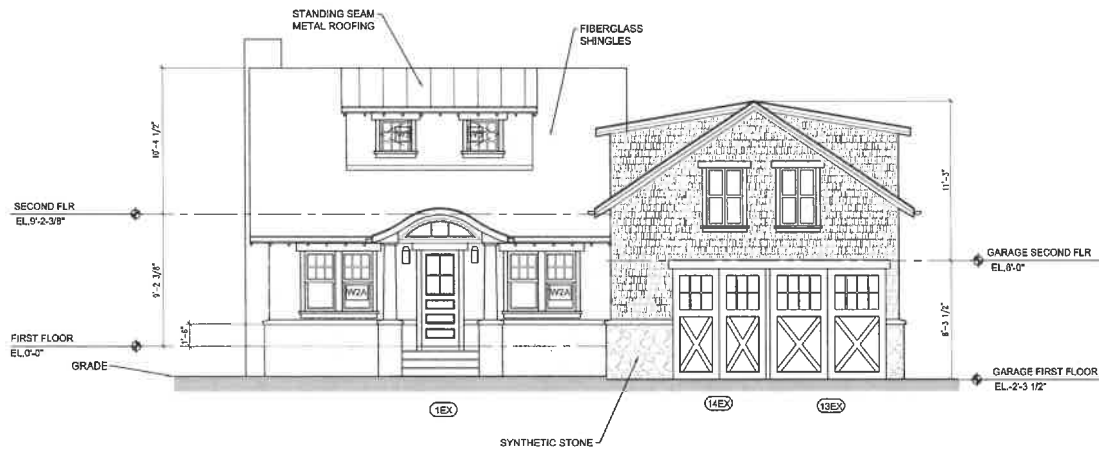 STANDING SEAM
METAL ROOFING
FIBERGLASS
SHINGLES
10'-4 1/2"
11'-3"
SECOND FLR
EL,9'-2-3/8"
GARAGE SECOND FLR
EL,6'-0"
9'-2 3/8"
W2A
W2A
8'-3 1/2"
1'-6"
FIRST FLOOR
EL,0'-0"
GRADE
GARAGE FIRST FLOOR
EL.-2'-3 1/2"
1EX
14EX
13EX
SYNTHETIC STONE